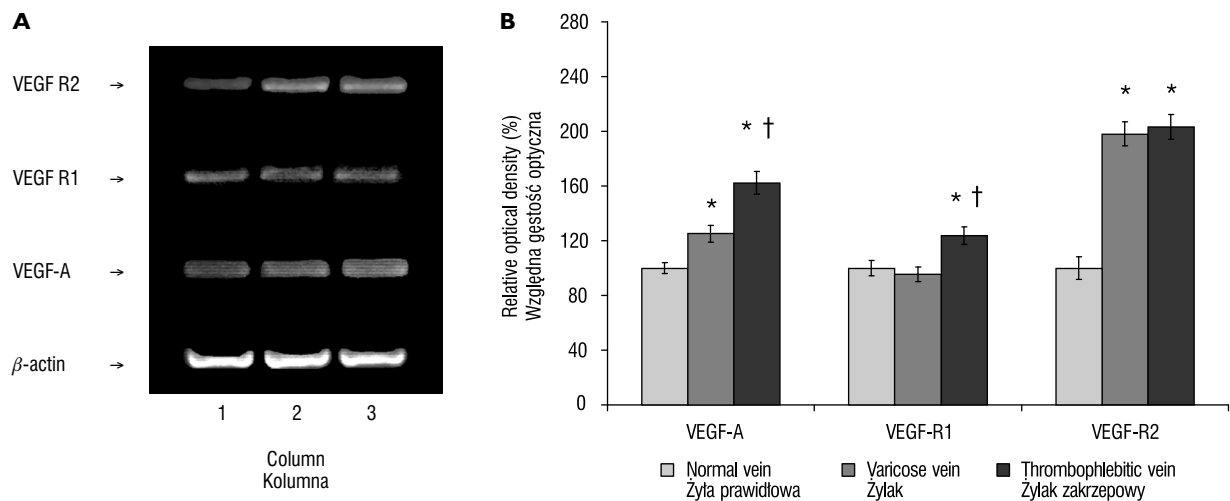 A
VEGF R2 →
VEGF R1 →
VEGF-A →
β-actin →
1 2 3
Column
Kolumna
B
Relative optical density (%)
Względna gęstość optyczna
280
240
200
160
120
80
40
0
* * † * † * *
VEGF-A VEGF-R1 VEGF-R2
Normal vein Varicose vein Thrombophlebitic vein
Żyła prawidłowa Żylak Żylak zakrzepowy